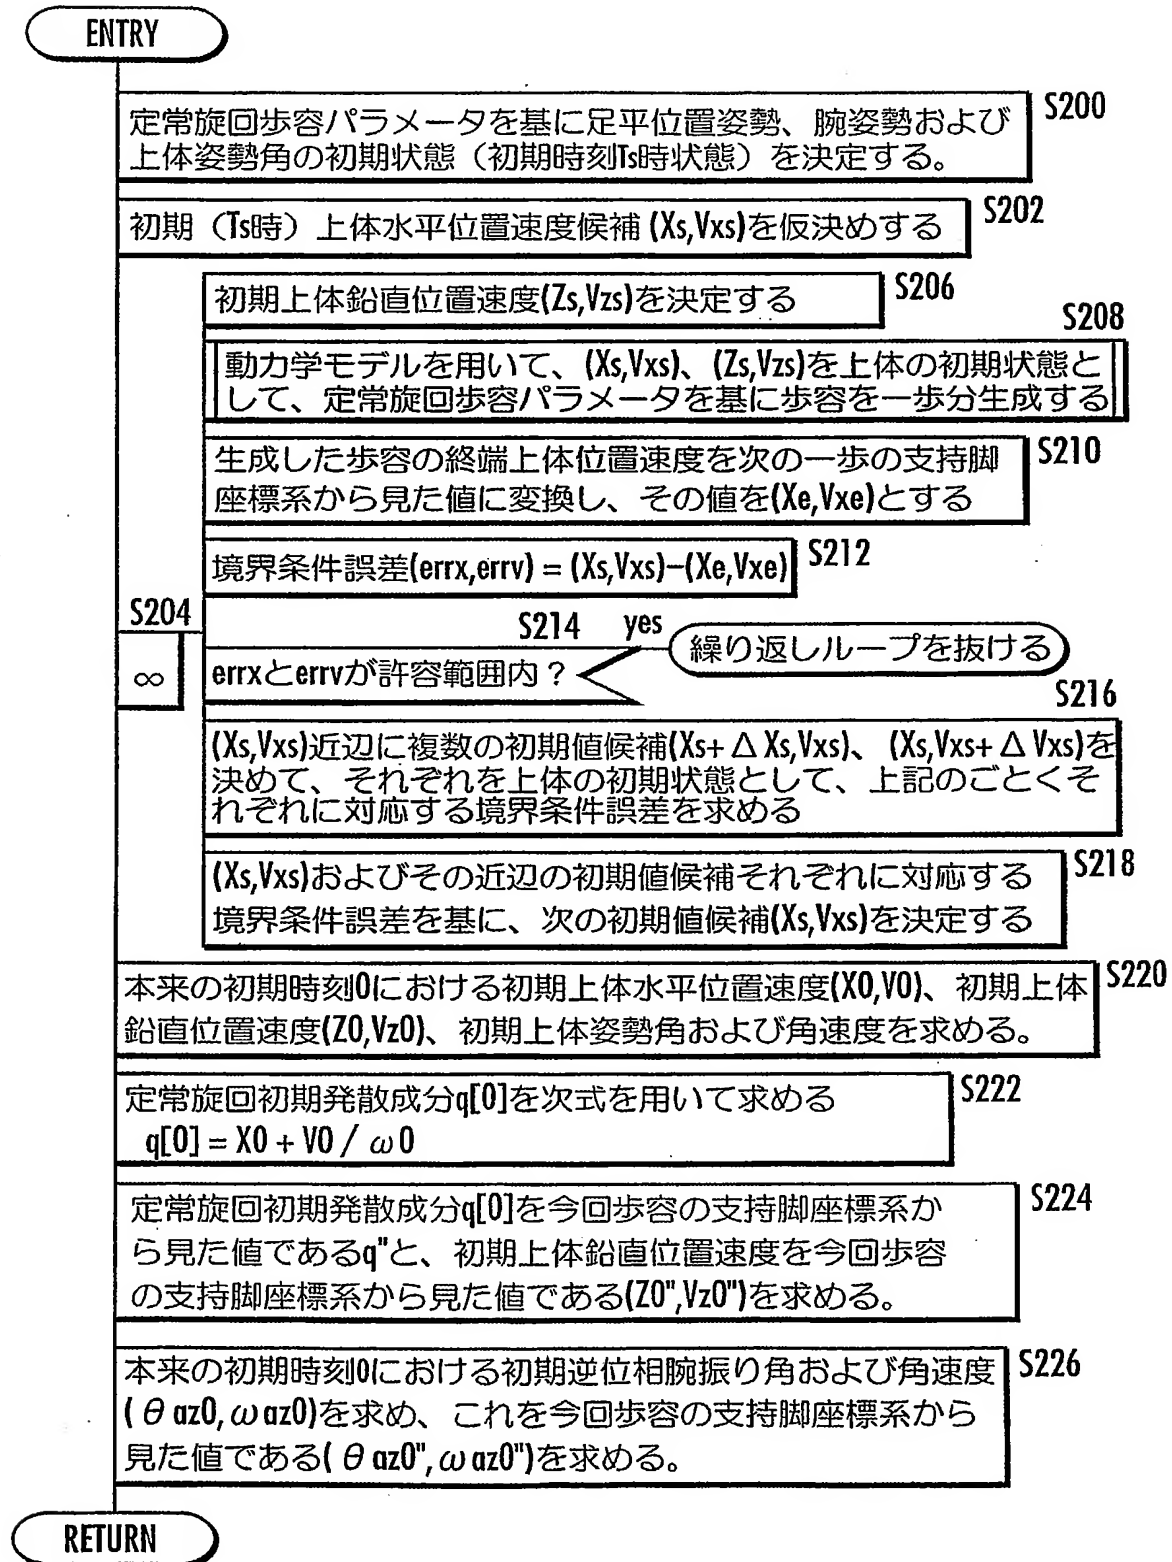 ENTRY
S200
定常旋回歩容パラメータを基に足平位置姿勢、腕姿勢および
上体姿勢角の初期状態（初期時刻Ts時状態）を決定する。
S202
初期（Ts時）上体水平位置速度候補(Xs,Vxs)を仮決めする
S206
初期上体鉛直位置速度(Zs,Vzs)を決定する
S208
動力学モデルを用いて、(Xs,Vxs)、(Zs,Vzs)を上体の初期状態と
して、定常旋回歩容パラメータを基に歩容を一歩分生成する
S210
生成した歩容の終端上体位置速度を次の一歩の支持脚
座標系から見た値に変換し、その値を(Xe,Vxe)とする
S212
境界条件誤差(errx,errv) = (Xs,Vxs)−(Xe,Vxe)
S204
∞
S214
yes
繰り返しループを抜ける
errxとerrvが許容範囲内？
S216
(Xs,Vxs)近辺に複数の初期値候補(Xs+ΔXs,Vxs)、(Xs,Vxs+ΔVxs)を
決めて、それぞれを上体の初期状態として、上記のごとくそ
れぞれに対応する境界条件誤差を求める
S218
(Xs,Vxs)およびその近辺の初期値候補それぞれに対応する
境界条件誤差を基に、次の初期値候補(Xs,Vxs)を決定する
S220
本来の初期時刻0における初期上体水平位置速度(X0,V0)、初期上体
鉛直位置速度(Z0,Vz0)、初期上体姿勢角および角速度を求める。
S222
定常旋回初期発散成分q[0]を次式を用いて求める
q[0] = X0 + V0 / ω0
S224
定常旋回初期発散成分q[0]を今回歩容の支持脚座標系か
ら見た値であるq"と、初期上体鉛直位置速度を今回歩容
の支持脚座標系から見た値である(Z0",Vz0")を求める。
S226
本来の初期時刻0における初期逆位相腕振り角および角速度
(θaz0,ωaz0)を求め、これを今回歩容の支持脚座標系から
見た値である(θaz0",ωaz0")を求める。
RETURN